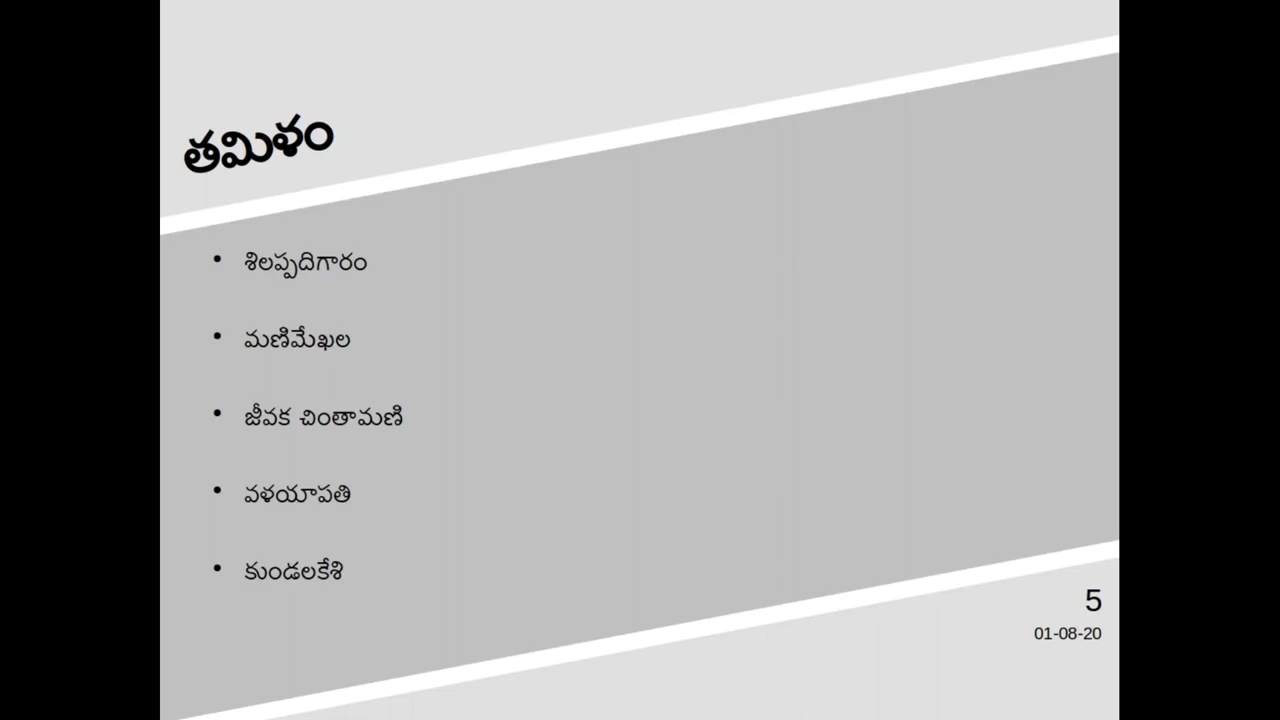 తమిళం
• శిలప్పదిగారం
• మణిమేఖల
• జీవక చింతామణి
• వళయాపతి
• కుండలకేశి
5
01-08-20